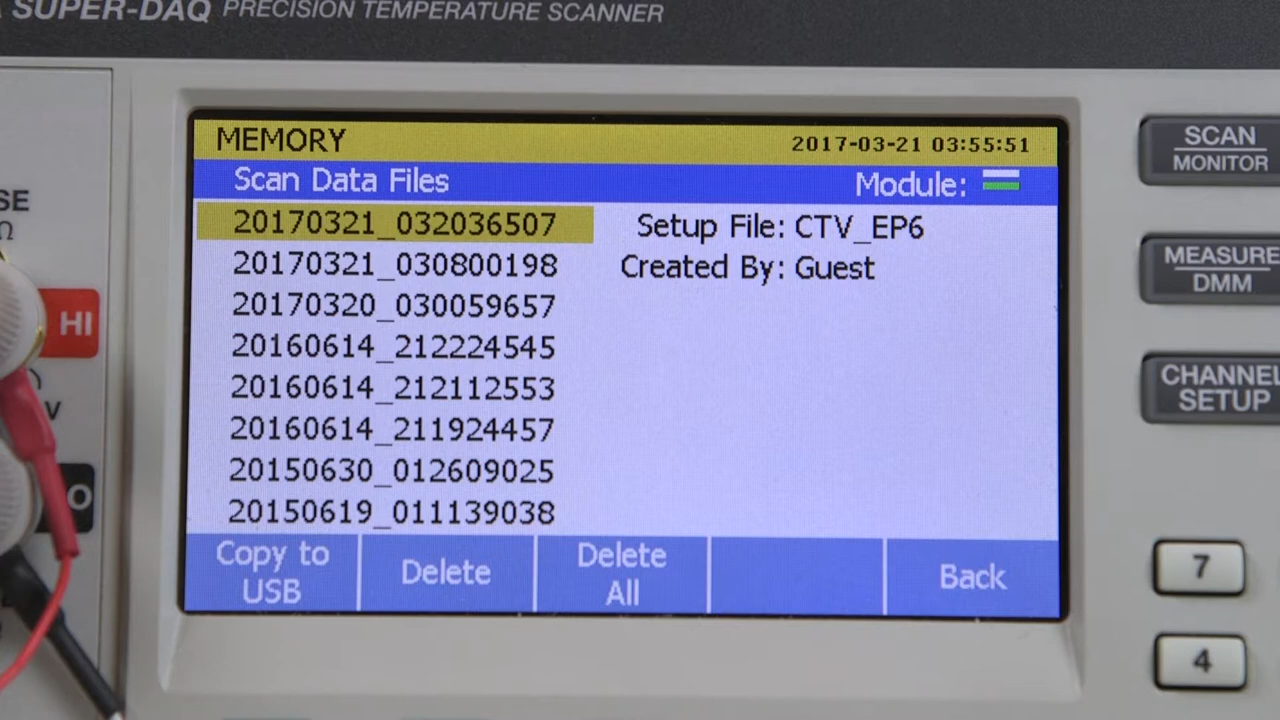 SUPER-DAQ PRECISION TEMPERATURE SCANNER
MEMORY 2017-03-21 03:55:51
Scan Data Files Module:
20170321_032036507 Setup File: CTV_EP6
20170321_030800198 Created By: Guest
20170320_030059657
20160614_212224545
20160614_212112553
20160614_211924457
20150630_012609025
20150619_011139038
Copy to
USB
Delete
Delete
All
Back
SCAN
MONITOR
MEASURE
DMM
CHANNEL
SETUP
7
4
SE
Ω
HI
V
O